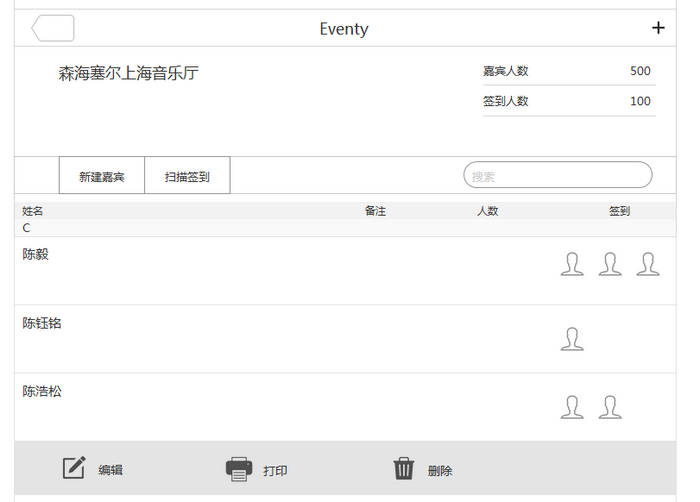 Eventy +
森海塞尔上海音乐厅
嘉宾人数 500
签到人数 100
新建嘉宾 扫描签到 搜索
姓名 备注 人数 签到
C
陈毅
陈钰铭
陈浩松
编辑 打印 删除